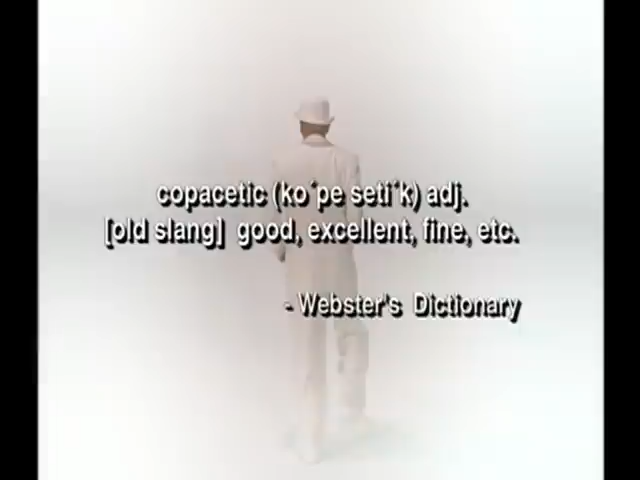 copacetic (ko´pe seti´k) adj.
[old slang] good, excellent, fine, etc.
- Webster's Dictionary